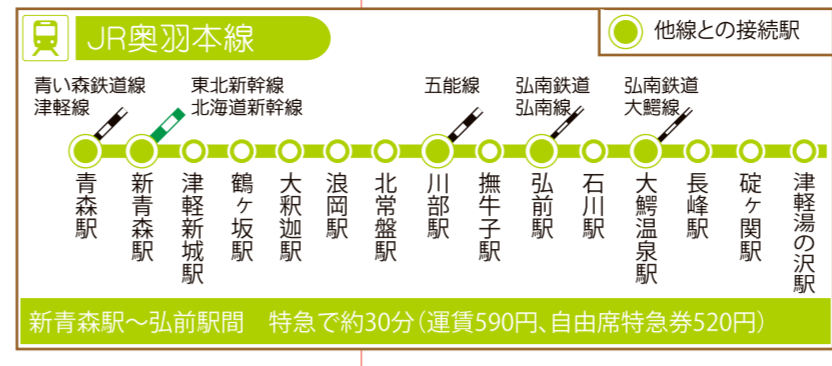 JR奥羽本線
他線との接続駅
青い森鉄道線
津軽線
東北新幹線
北海道新幹線
五能線
弘南鉄道
弘南線
弘南鉄道
大鰐線
青森駅
新青森駅
津軽新城駅
鶴ヶ坂駅
大釈迦駅
浪岡駅
北常盤駅
川部駅
撫牛子駅
弘前駅
石川駅
大鰐温泉駅
長峰駅
碇ヶ関駅
津軽湯の沢駅
新青森駅～弘前駅間　特急で約30分（運賃590円、自由席特急券520円）